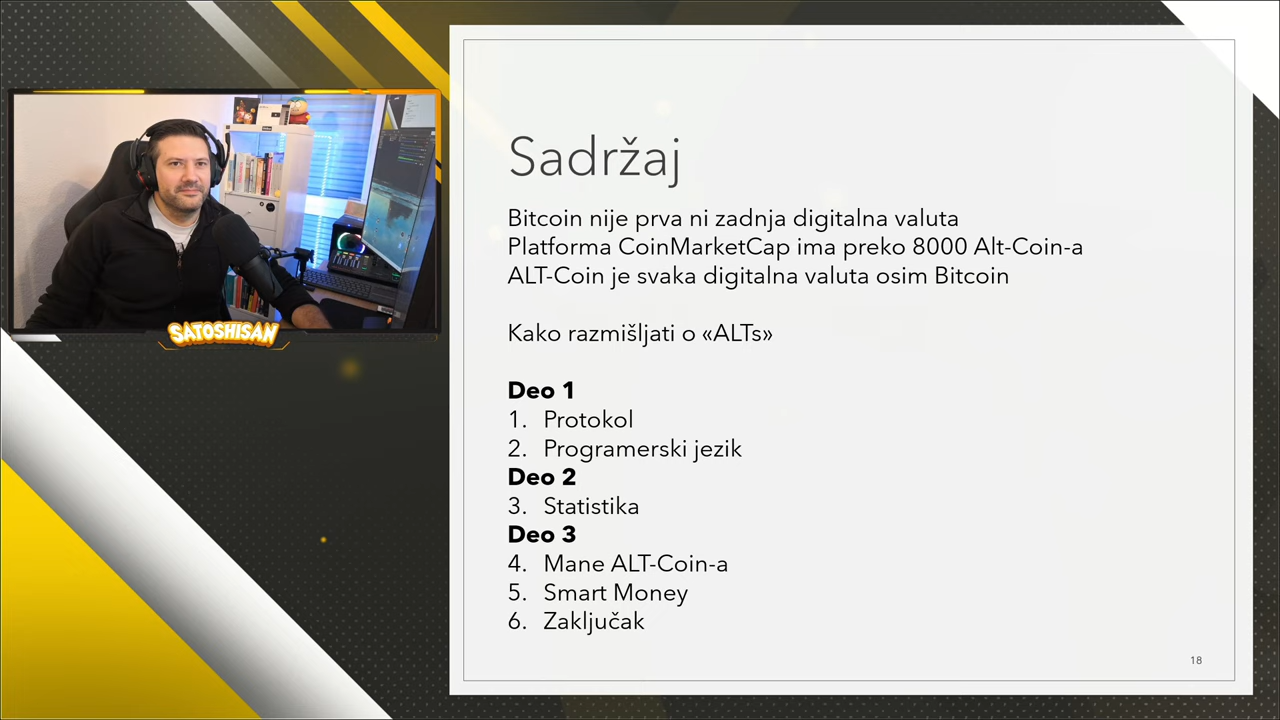 Sadržaj
Bitcoin nije prva ni zadnja digitalna valuta
Platforma CoinMarketCap ima preko 8000 Alt-Coin-a
ALT-Coin je svaka digitalna valuta osim Bitcoin
Kako razmišljati o «ALTs»
Deo 1
1. Protokol
2. Programerski jezik
Deo 2
3. Statistika
Deo 3
4. Mane ALT-Coin-a
5. Smart Money
6. Zaključak
18
SATOSHISAN